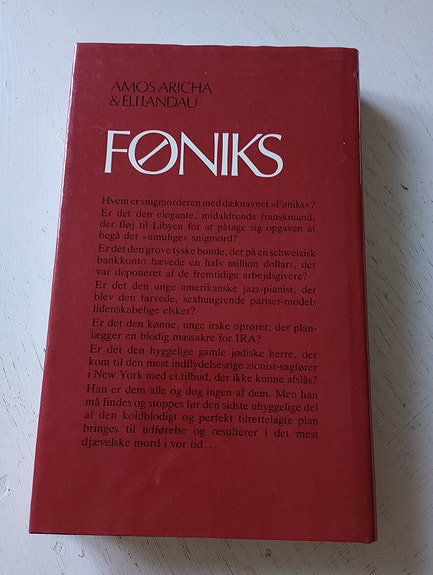 AMOS ARICHA
& ELI LANDAU
FØNIKS
Hvem er snigmorderen med dæknavnet »Føniks«?
Er det den elegante, midaldrende franskmand,
der fløj til Libyen for at påtage sig opgaven at
begå det »umulige« snigmord?
Er det den grove tyske bonde, der på en schweizisk
bankkonto hævede en halv million dollars, der
var deponeret af de fremtidige arbejdsgivere?
Er det den unge amerikanske jazz-pianist, der
blev den farvede, sexhungrende pariser-models
lidenskabelige elsker?
Er det den kønne, unge irske oprører, der plan-
lægger en blodig massakre for IRA?
Er det den hyggelige gamle jødiske herre, der
kom til den mest indflydelsesrige zionist-sagfører
i New York med et tilbud, der ikke kunne afslås?
Han er dem alle og dog ingen af dem. Men han
må findes og stoppes før den sidste uhyggelige del
af den koldblodigt og perfekt tilrettelagte plan
bringes til udførelse og resulterer i det mest
djævelske mord i vor tid...